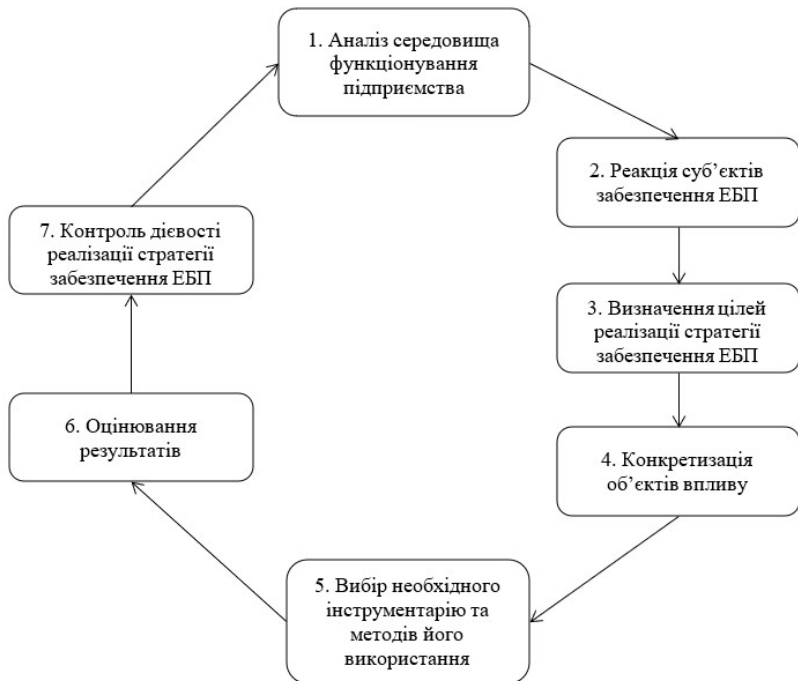 1. Аналіз середовища
функціонування
підприємства
2. Реакція суб’єктів
забезпечення ЕБП
3. Визначення цілей
реалізації стратегії
забезпечення ЕБП
4. Конкретизація
об’єктів впливу
5. Вибір необхідного
інструментарію та
методів його
використання
6. Оцінювання
результатів
7. Контроль дієвості
реалізації стратегії
забезпечення ЕБП